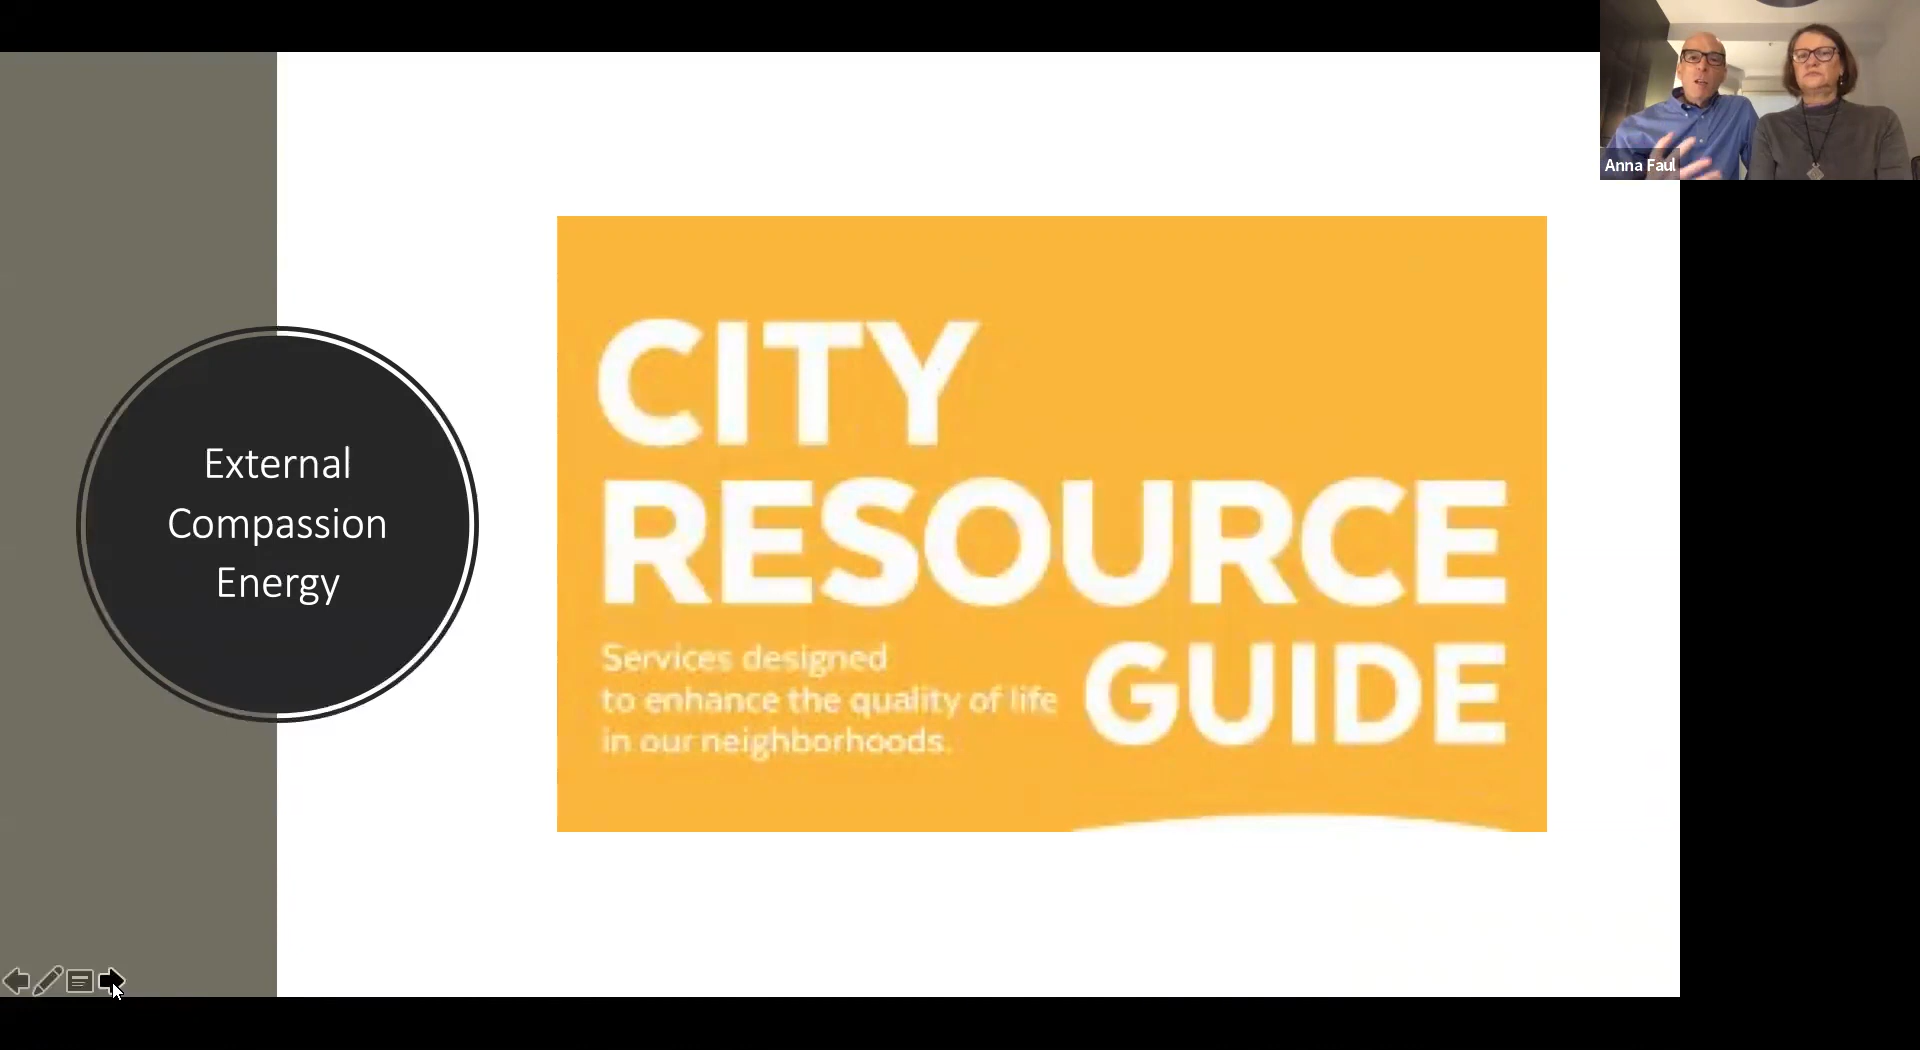 Anna Faul
External
Compassion
Energy
CITY
RESOURCE
GUIDE
Services designed
to enhance the quality of life
in our neighborhoods.